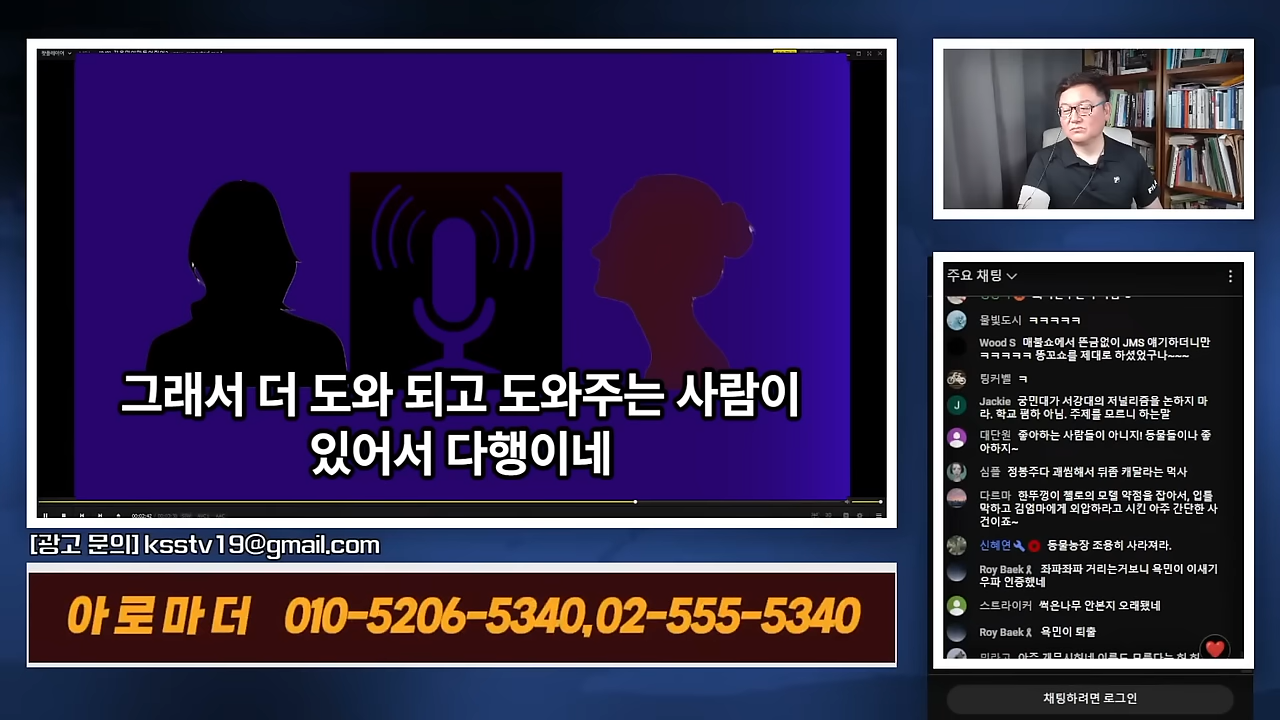 그래서 더 도와 되고 도와주는 사람이
있어서 다행이네
[광고 문의] ksstv19@gmail.com
아로마더 010-5206-5340,02-555-5340
주요 채팅
물빛도시 ㅋㅋㅋㅋㅋ
Wood S 매불쇼에서 뜬금없이 JMS 얘기하더니만
ㅋㅋㅋㅋㅋ 똥꼬쇼를 제대로 하셨었구나~~~
팅커벨 ㅋ
J
Jackie 궁민대가 서강대의 저널리즘을 논하지 마
라. 학교 폄하 아님. 주제를 모르니 하는말
대단원 좋아하는 사람들이 아니지! 동물들이나 좋
아하지~
심플 정봉주다 괘씸해서 뒤좀 캐달라는 먹사
다르마 한뚜껑이 젤로의 모델 약점을 잡아서, 입틀
막하고 김엄마에게 외압하라고 시킨 아주 간단한 사
건이죠~
신혜연 동물농장 조용히 사라져라.
Roy Baek 좌파좌파 거리는거보니 욕민이 이새기
우파 인증했네
스트라이커 썩은나무 안본지 오래됐네
Roy Baek 욕민이 퇴출
채팅하려면 로그인